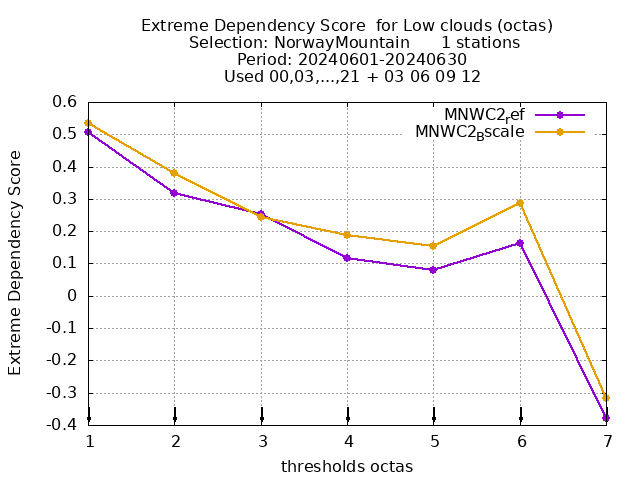 Extreme Dependency Score  for Low clouds (octas)
Selection: NorwayMountain      1 stations
Period: 20240601-20240630
Used 00,03,...,21 + 03 06 09 12
MNWC2ref
MNWC2Bscale
Extreme Dependency Score
0.6
0.5
0.4
0.3
0.2
0.1
0
-0.1
-0.2
-0.3
-0.4
1 2 3 4 5 6 7
thresholds octas